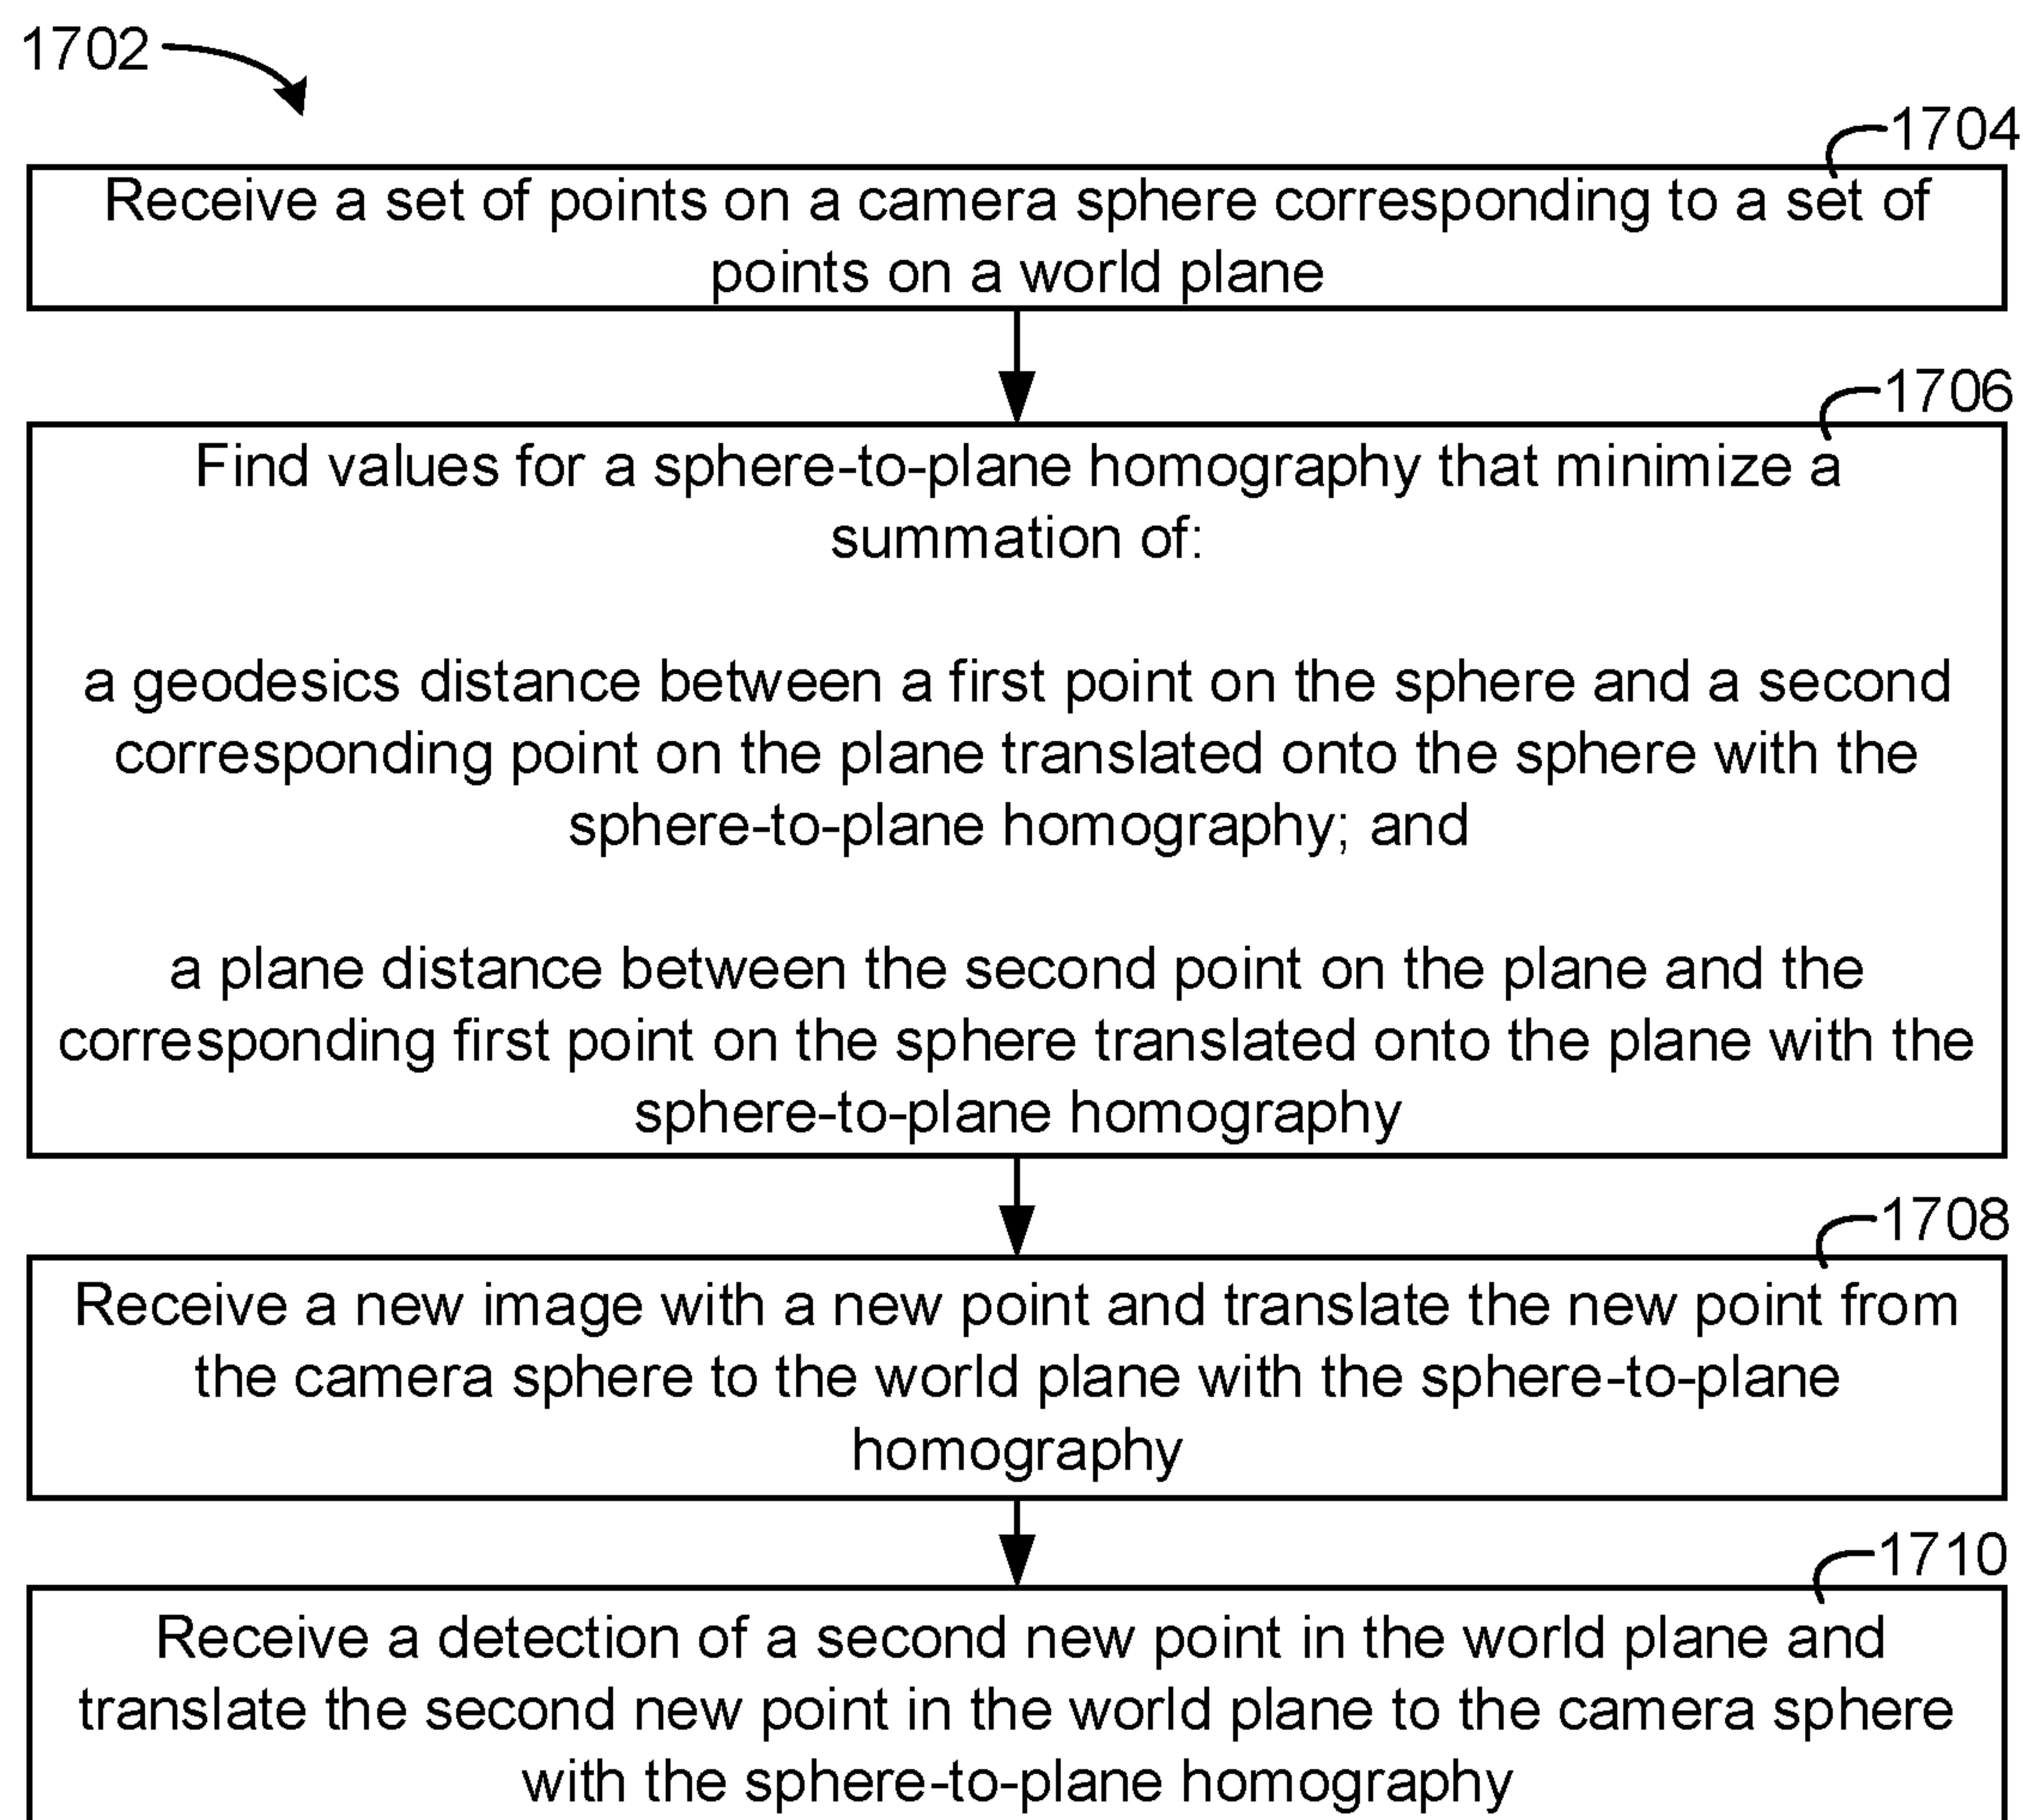 1702
1704
Receive a set of points on a camera sphere corresponding to a set of
points on a world plane
1706
Find values for a sphere-to-plane homography that minimize a
summation of:
a geodesics distance between a first point on the sphere and a second
corresponding point on the plane translated onto the sphere with the
sphere-to-plane homography; and
a plane distance between the second point on the plane and the
corresponding first point on the sphere translated onto the plane with the
sphere-to-plane homography
1708
Receive a new image with a new point and translate the new point from
the camera sphere to the world plane with the sphere-to-plane
homography
1710
Receive a detection of a second new point in the world plane and
translate the second new point in the world plane to the camera sphere
with the sphere-to-plane homography